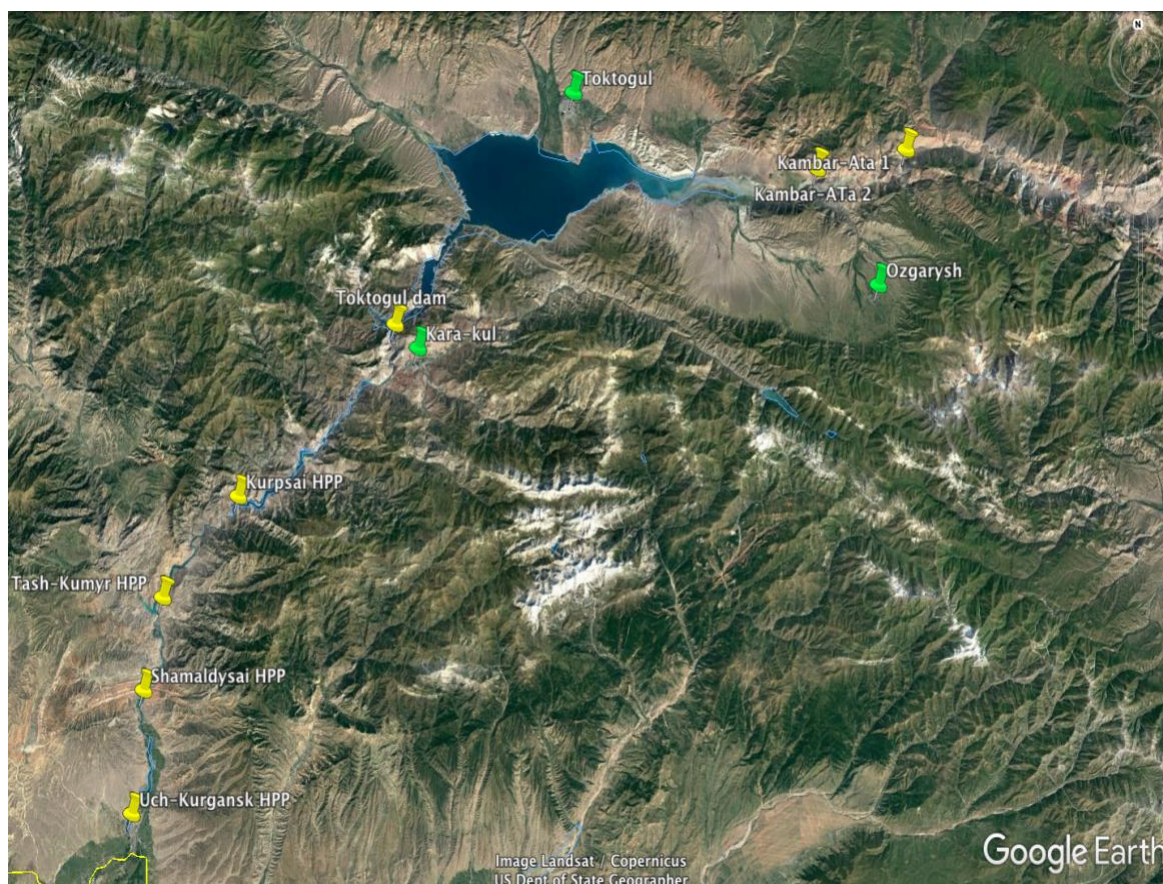 N
Toktogul
Kambar-Ata 1
Kambar-ATa 2
Ozgarysh
Toktogul dam
Kara-kul
Kurpsai HPP
Tash-Kumyr HPP
Shamaldysai HPP
Uch-Kurgansk HPP
Image Landsat / Copernicus
US Dept of State Geographer
Google Earth